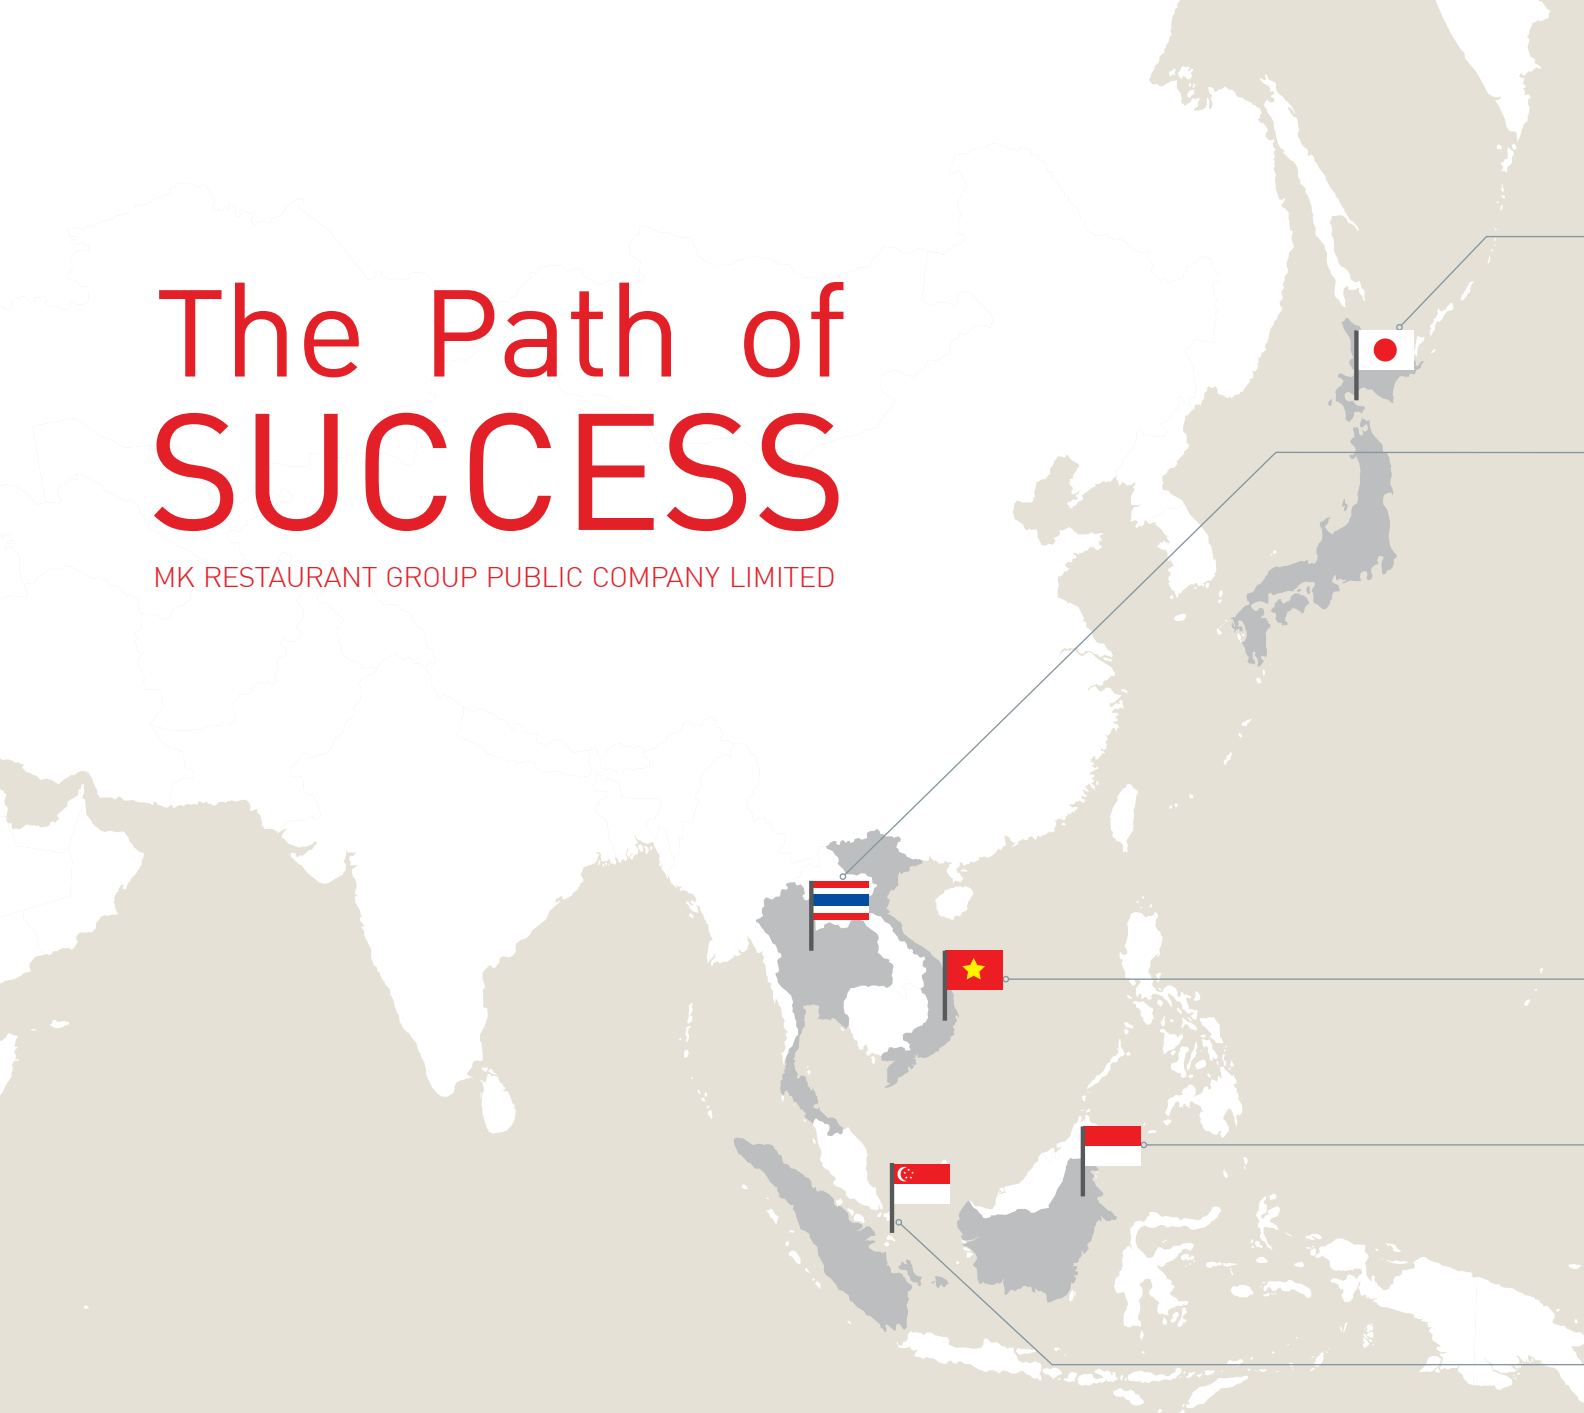 The Path of
SUCCESS
MK RESTAURANT GROUP PUBLIC COMPANY LIMITED